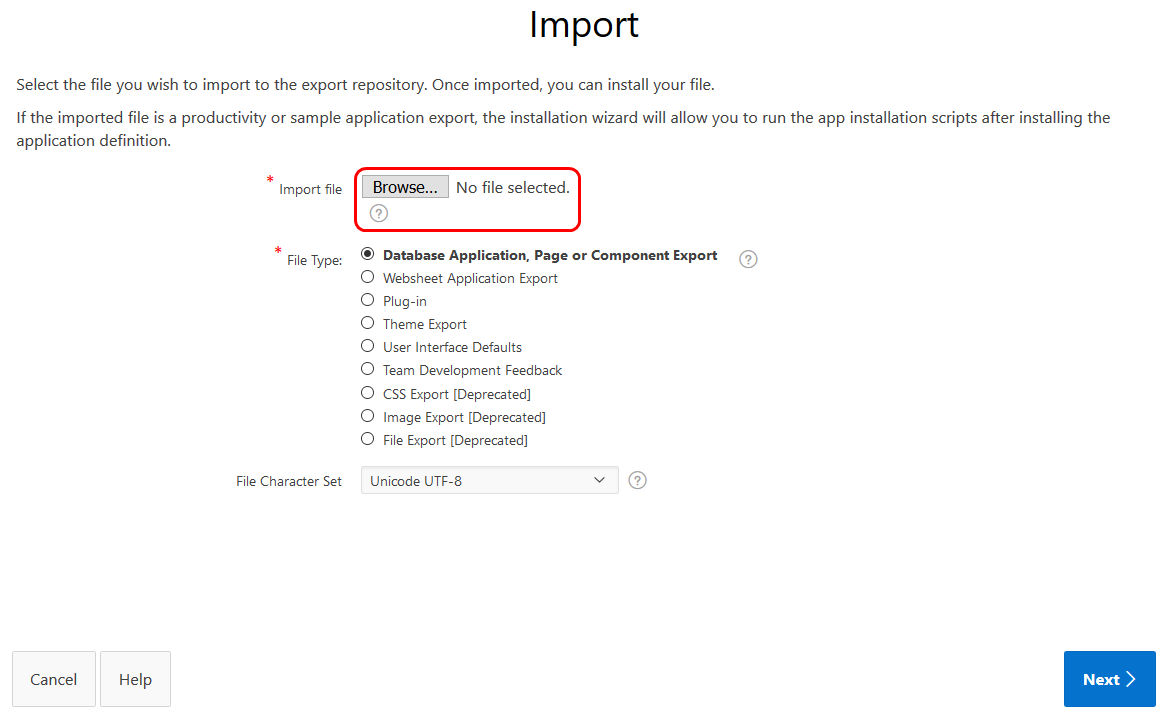 Import
Select the file you wish to import to the export repository. Once imported, you can install your file.
If the imported file is a productivity or sample application export, the installation wizard will allow you to run the app installation scripts after installing the
application definition.
* Import file Browse... No file selected.
?
* File Type: Database Application, Page or Component Export ?
Websheet Application Export
Plug-in
Theme Export
User Interface Defaults
Team Development Feedback
CSS Export [Deprecated]
Image Export [Deprecated]
File Export [Deprecated]
File Character Set Unicode UTF-8 ?
Cancel Help Next